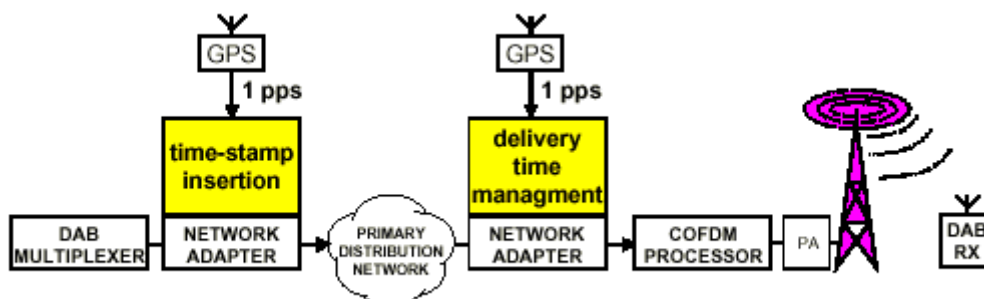 GPS
1 pps
time-stamp
insertion
GPS
1 pps
delivery
time
managment
DAB
MULTIPLEXER
NETWORK
ADAPTER
PRIMARY
DISTRIBUTION
NETWORK
NETWORK
ADAPTER
COFDM
PROCESSOR
PA
DAB
RX